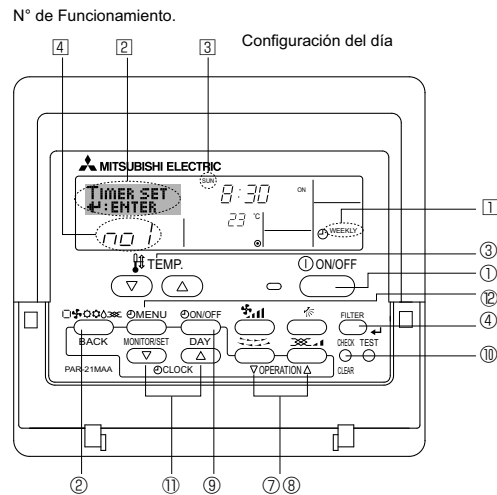 N° de Funcionamiento.
Configuración del día
4 2 3
MITSUBISHI ELECTRIC
TIMER SET
↵:ENTER
SUN
8:30
ON
23 °C
no 1
WEEKLY
1
TEMP.
ON/OFF
③
①
⑫
④
⑩
MENU
ON/OFF
FILTER
BACK
MONITOR/SET
DAY
CHECK TEST
PAR-21MAA
CLOCK
▽ OPERATION △
CLEAR
② ⑪ ⑨ ⑦ ⑧